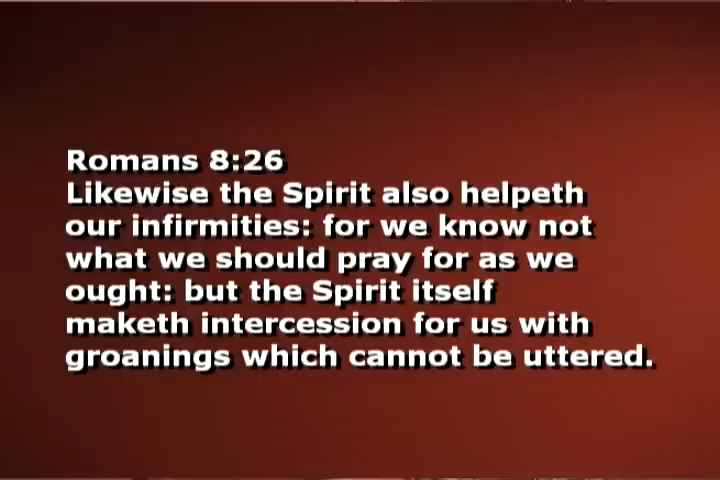 Romans 8:26
Likewise the Spirit also helpeth
our infirmities: for we know not
what we should pray for as we
ought: but the Spirit itself
maketh intercession for us with
groanings which cannot be uttered.